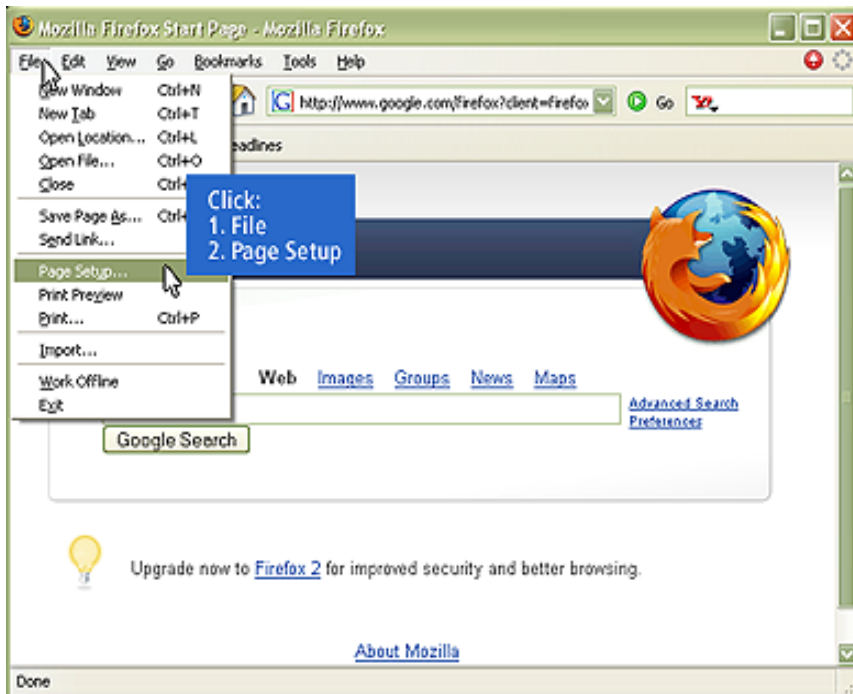 Mozilla Firefox Start Page - Mozilla Firefox
File Edit View Go Bookmarks Tools Help
New Window Ctrl+N
http://www.google.com/firefox?client=firefox Go
New Tab Ctrl+T
Open Location... Ctrl+L
Open File... Ctrl+O
Close
Save Page As...
Send Link...
Click:
1. File
2. Page Setup
Page Setup...
Print Preview
Print... Ctrl+P
Import...
Work Offline
Exit
Web Images Groups News Maps
Advanced Search
Preferences
Google Search
Upgrade now to Firefox 2 for improved security and better browsing.
About Mozilla
Done